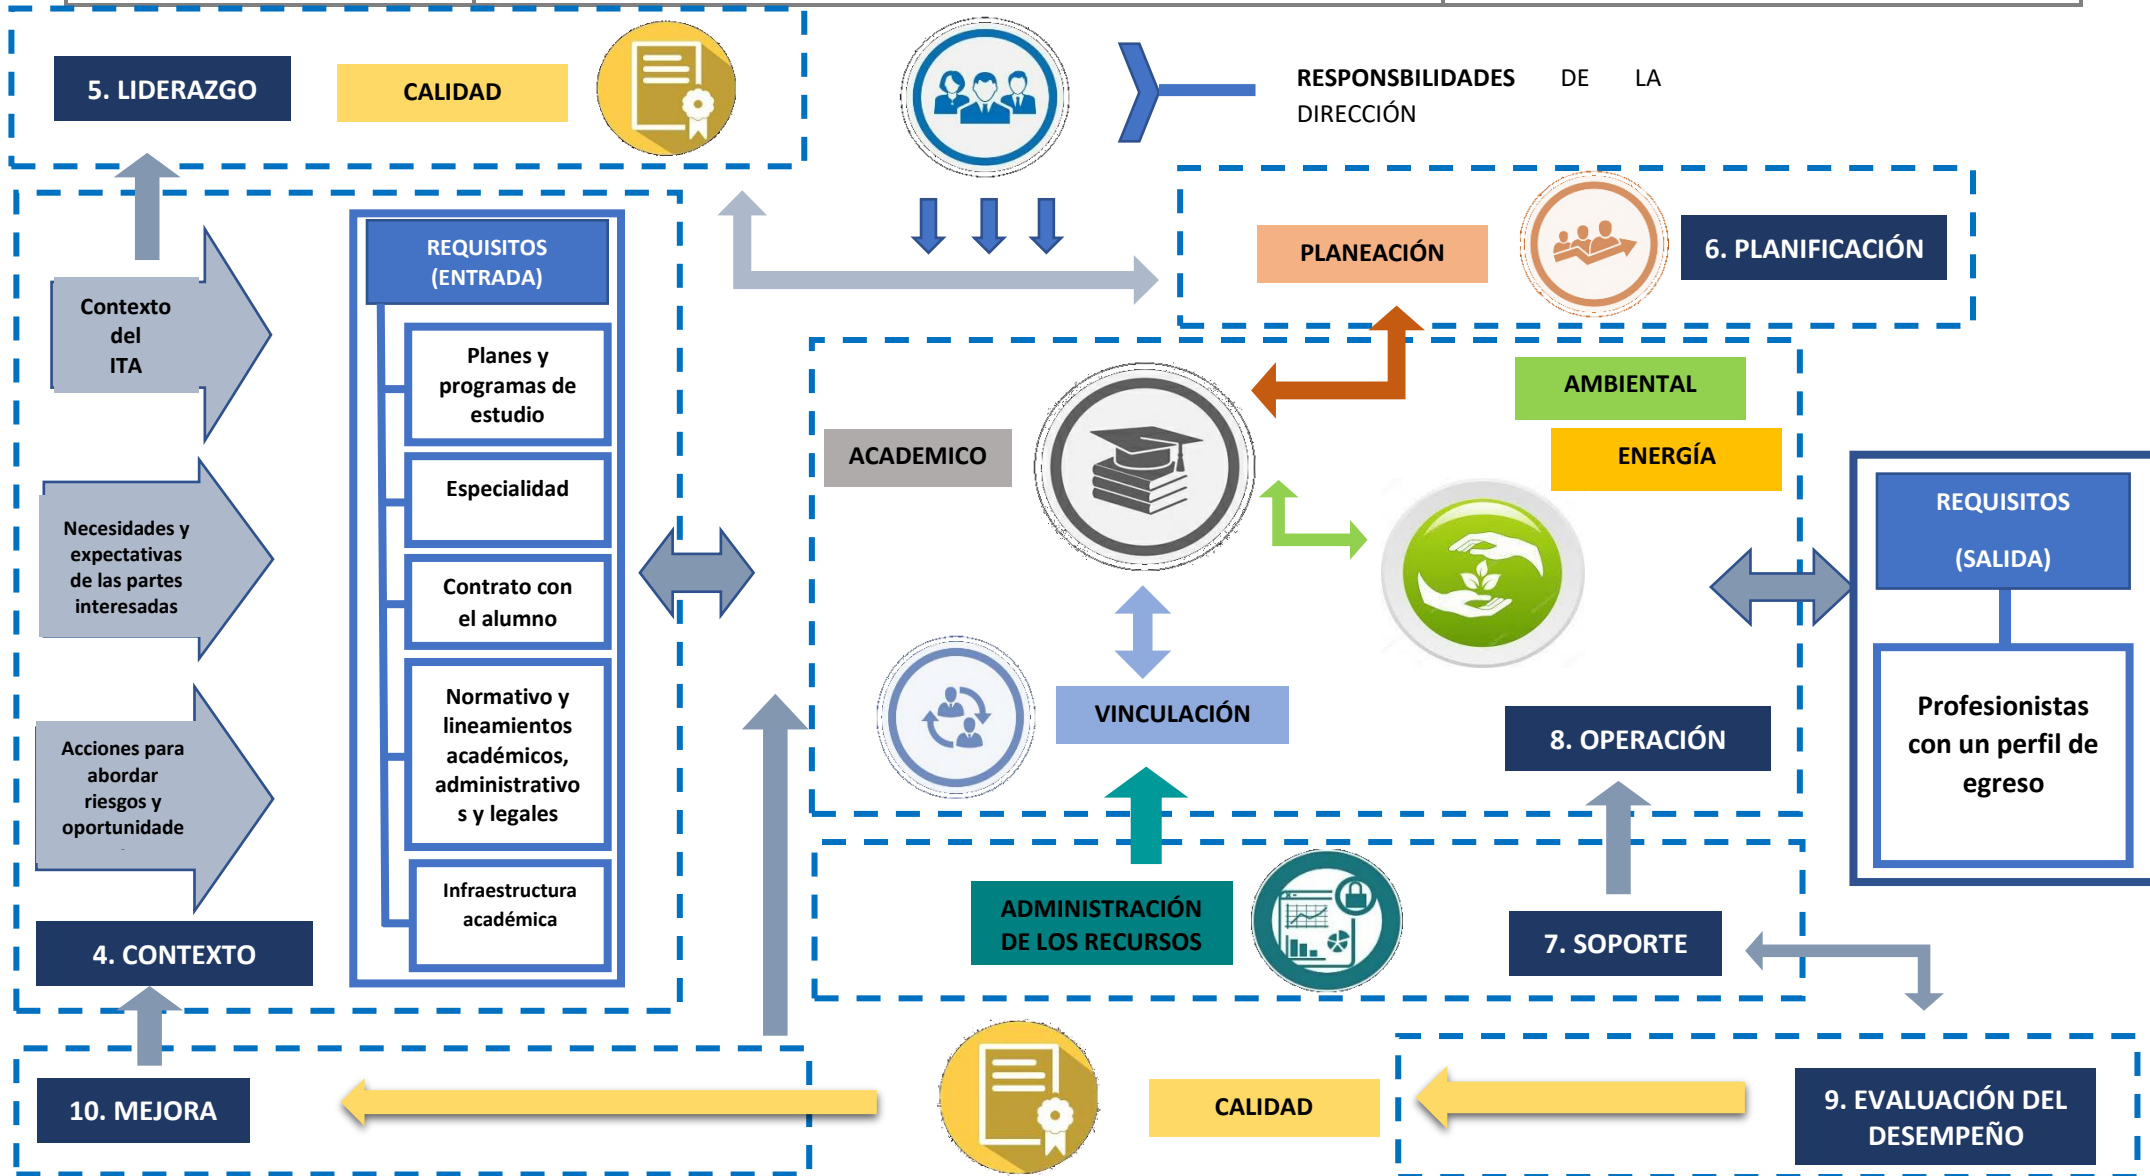 5. LIDERAZGO
CALIDAD
RESPONSBILIDADES DE LA
DIRECCIÓN
PLANEACIÓN
6. PLANIFICACIÓN
Contexto
del
ITA
Necesidades y
expectativas
de las partes
interesadas
Acciones para
abordar
riesgos y
oportunidade
4. CONTEXTO
REQUISITOS
(ENTRADA)
Planes y
programas de
estudio
Especialidad
Contrato con
el alumno
Normativo y
lineamientos
académicos,
administrativo
s y legales
Infraestructura
académica
ACADEMICO
AMBIENTAL
ENERGÍA
VINCULACIÓN
8. OPERACIÓN
REQUISITOS
(SALIDA)
Profesionistas
con un perfil de
egreso
ADMINISTRACIÓN
DE LOS RECURSOS
7. SOPORTE
10. MEJORA
CALIDAD
9. EVALUACIÓN DEL
DESEMPEÑO